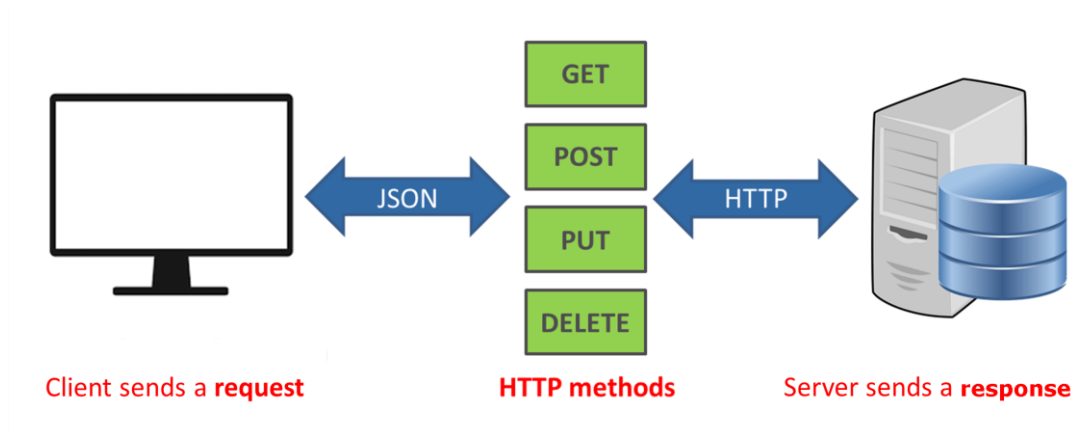 GET
POST
JSON
HTTP
PUT
DELETE
Client sends a request
HTTP methods
Server sends a response